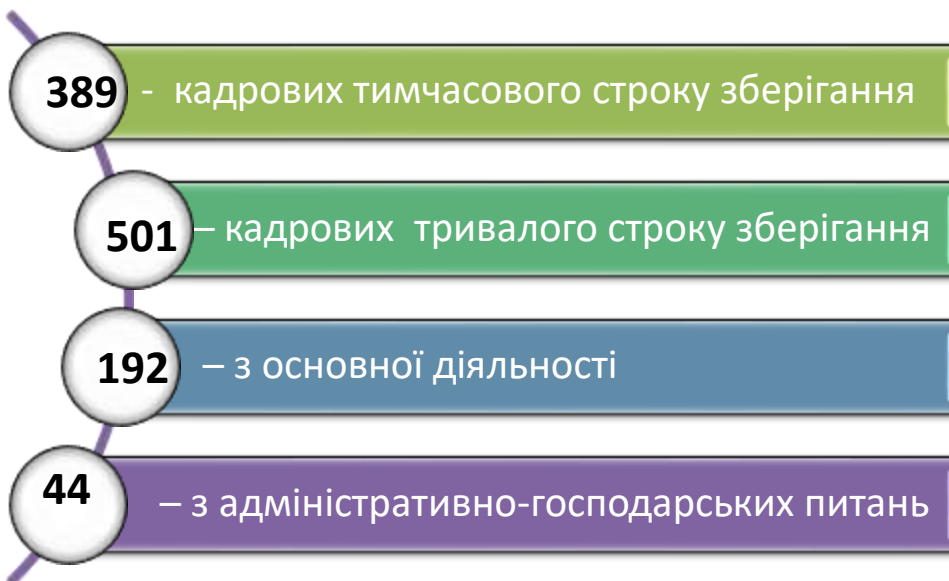 389 - кадрових тимчасового строку зберігання
501 – кадрових тривалого строку зберігання
192 – з основної діяльності
44 – з адміністративно-господарських питань